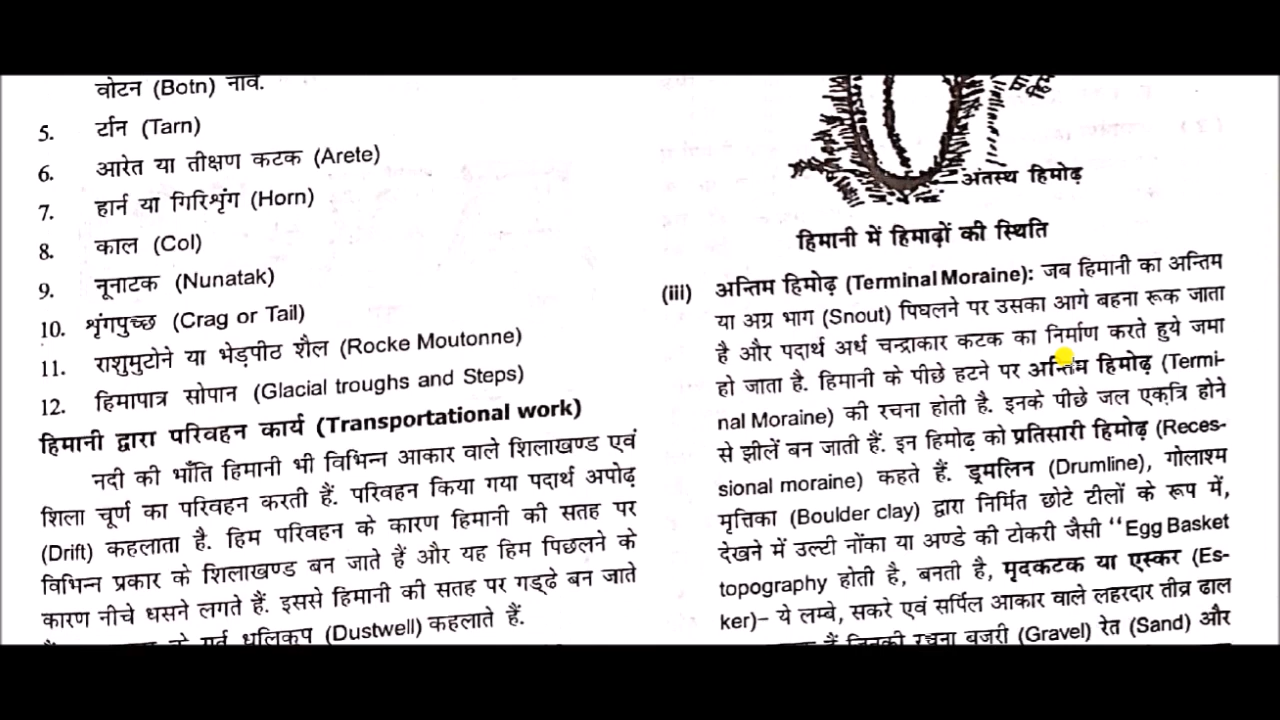 वोटन (Botn) नाव.
5. र्टान (Tarn)
6. आरेत या तीक्षण कटक (Arete)
7. हार्न या गिरिशृंग (Horn)
8. काल (Col)
9. नूनाटक (Nunatak)
10. शृंगपुच्छ (Crag or Tail)
11. राशुमुटोने या भेड़पीठ शैल (Rocke Moutonne)
12. हिमापात्र सोपान (Glacial troughs and Steps)
हिमानी द्वारा परिवहन कार्य (Transportational work)
नदी की भाँति हिमानी भी विभिन्न आकार वाले शिलाखण्ड एवं
शिला चूर्ण का परिवहन करती हैं. परिवहन किया गया पदार्थ अपोढ़
(Drift) कहलाता है. हिम परिवहन के कारण हिमानी की सतह पर
विभिन्न प्रकार के शिलाखण्ड बन जाते हैं और यह हिम पिछलने के
कारण नीचे धसने लगते हैं. इससे हिमानी की सतह पर गड्ढे बन जाते
धूलिकूप (Dustwell) कहलाते हैं.
अंतस्थ हिमोढ़
हिमानी में हिमाढ़ों की स्थिति
(iii) अन्तिम हिमोढ़ (Terminal Moraine): जब हिमानी का अन्तिम
या अग्र भाग (Snout) पिघलने पर उसका आगे बहना रूक जाता
है और पदार्थ अर्ध चन्द्राकार कटक का निर्माण करते हुये जमा
हो जाता है. हिमानी के पीछे हटने पर अन्तिम हिमोढ़ (Termi-
nal Moraine) की रचना होती है. इनके पीछे जल एकत्रि होने
से झीलें बन जाती हैं. इन हिमोढ़ को प्रतिसारी हिमोढ़ (Reces-
sional moraine) कहते हैं. ड्रूमलिन (Drumline), गोलाश्म
मृत्तिका (Boulder clay) द्वारा निर्मित छोटे टीलों के रूप में,
देखने में उल्टी नोंका या अण्डे की टोकरी जैसी ''Egg Basket
topography होती है, बनती है, मृदकटक या एस्कर (Es-
ker)– ये लम्बे, सकरे एवं सर्पिल आकार वाले लहरदार तीव्र ढाल
हैं जिनकी रचना बजरी (Gravel) रेत (Sand) और